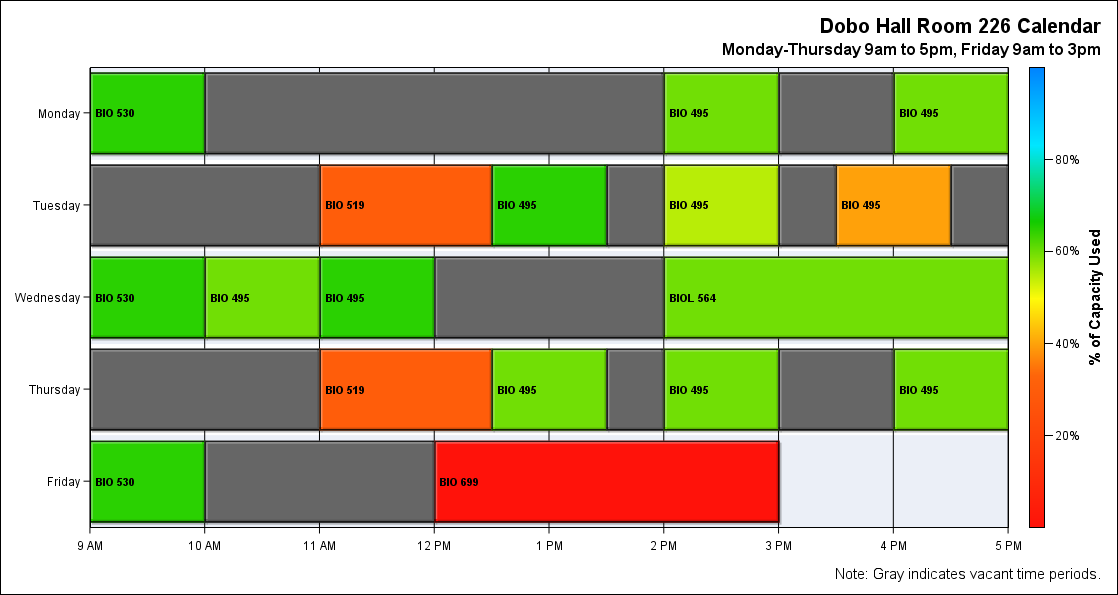 Dobo Hall Room 226 Calendar
Monday-Thursday 9am to 5pm, Friday 9am to 3pm
Monday
BIO 530
BIO 495
BIO 495
Tuesday
BIO 519
BIO 495
BIO 495
BIO 495
Wednesday
BIO 530
BIO 495
BIO 495
BIOL 564
Thursday
BIO 519
BIO 495
BIO 495
BIO 495
Friday
BIO 530
BIO 699
9 AM
10 AM
11 AM
12 PM
1 PM
2 PM
3 PM
4 PM
5 PM
80%
60%
40%
20%
% of Capacity Used
Note: Gray indicates vacant time periods.